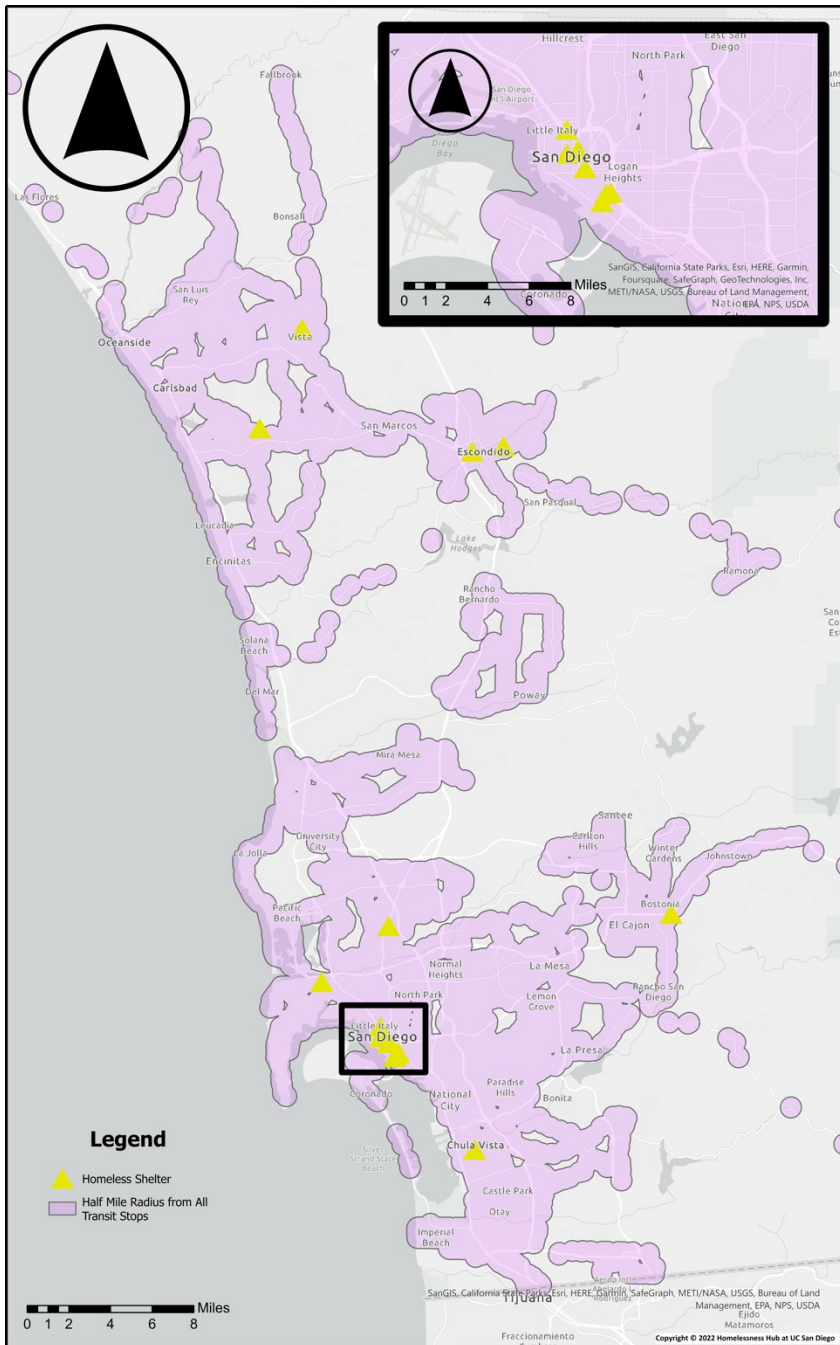 Hillcrest
East San
Diego
North Park
San Diego
Int'l Airport
Little Italy
Diego
Bay
San Diego
Logan
Heights
SanGIS, California State Parks, Esri, HERE, Garmin,
Foursquare, SafeGraph, GeoTechnologies, Inc,
METI/NASA, USGS, Bureau of Land Management,
EPA, NPS, USDA
Miles
0 1 2 4 6 8
Coronado
Fallbrook
Las Flores
Bonsall
San Luis
Rey
Oceanside
Vista
Carlsbad
San Marcos
Escondido
San Pasqual
Leucadia
Lake
Hodges
Encinitas
Ramona
Rancho
Bernardo
Solana
Beach
Del Mar
Poway
Mira Mesa
University
City
Santee
Carlton
Hills
Winter
Gardens
Johnstown
La Jolla
Bostonia
Pacific
Beach
El Cajon
Normal
Heights
La Mesa
Rancho San
Diego
North Park
Lemon
Grove
Little Italy
San Diego
La Presa
Coronado
National
City
Paradise
Hills
Bonita
Chula Vista
Silver
Strand State
Beach
Castle Park
Otay
Imperial
Beach
Tijuana
Legend
Homeless Shelter
Half Mile Radius from All
Transit Stops
Miles
0 1 2 4 6 8
SanGIS, California State Parks, Esri, HERE, Garmin, SafeGraph, METI/NASA, USGS, Bureau of Land
Management, EPA, NPS, USDA
Ejido
Matamoros
Fraccionamiento
Copyright © 2022 Homelessness Hub at UC San Diego